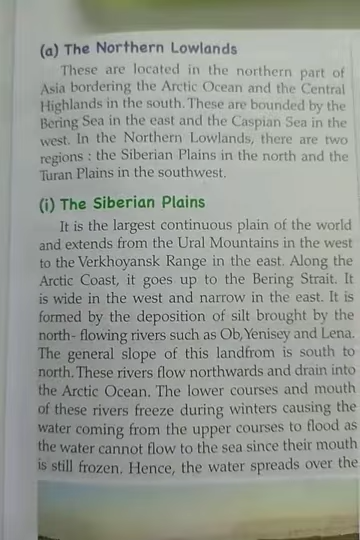 (a) The Northern Lowlands
These are located in the northern part of
Asia bordering the Arctic Ocean and the Central
Highlands in the south. These are bounded by the
Bering Sea in the east and the Caspian Sea in the
west. In the Northern Lowlands, there are two
regions : the Siberian Plains in the north and the
Turan Plains in the southwest.
(i) The Siberian Plains
It is the largest continuous plain of the world
and extends from the Ural Mountains in the west
to the Verkhoyansk Range in the east. Along the
Arctic Coast, it goes up to the Bering Strait. It
is wide in the west and narrow in the east. It is
formed by the deposition of silt brought by the
north- flowing rivers such as Ob, Yenisey and Lena.
The general slope of this landfrom is south to
north. These rivers flow northwards and drain into
the Arctic Ocean. The lower courses and mouth
of these rivers freeze during winters causing the
water coming from the upper courses to flood as
the water cannot flow to the sea since their mouth
is still frozen. Hence, the water spreads over the